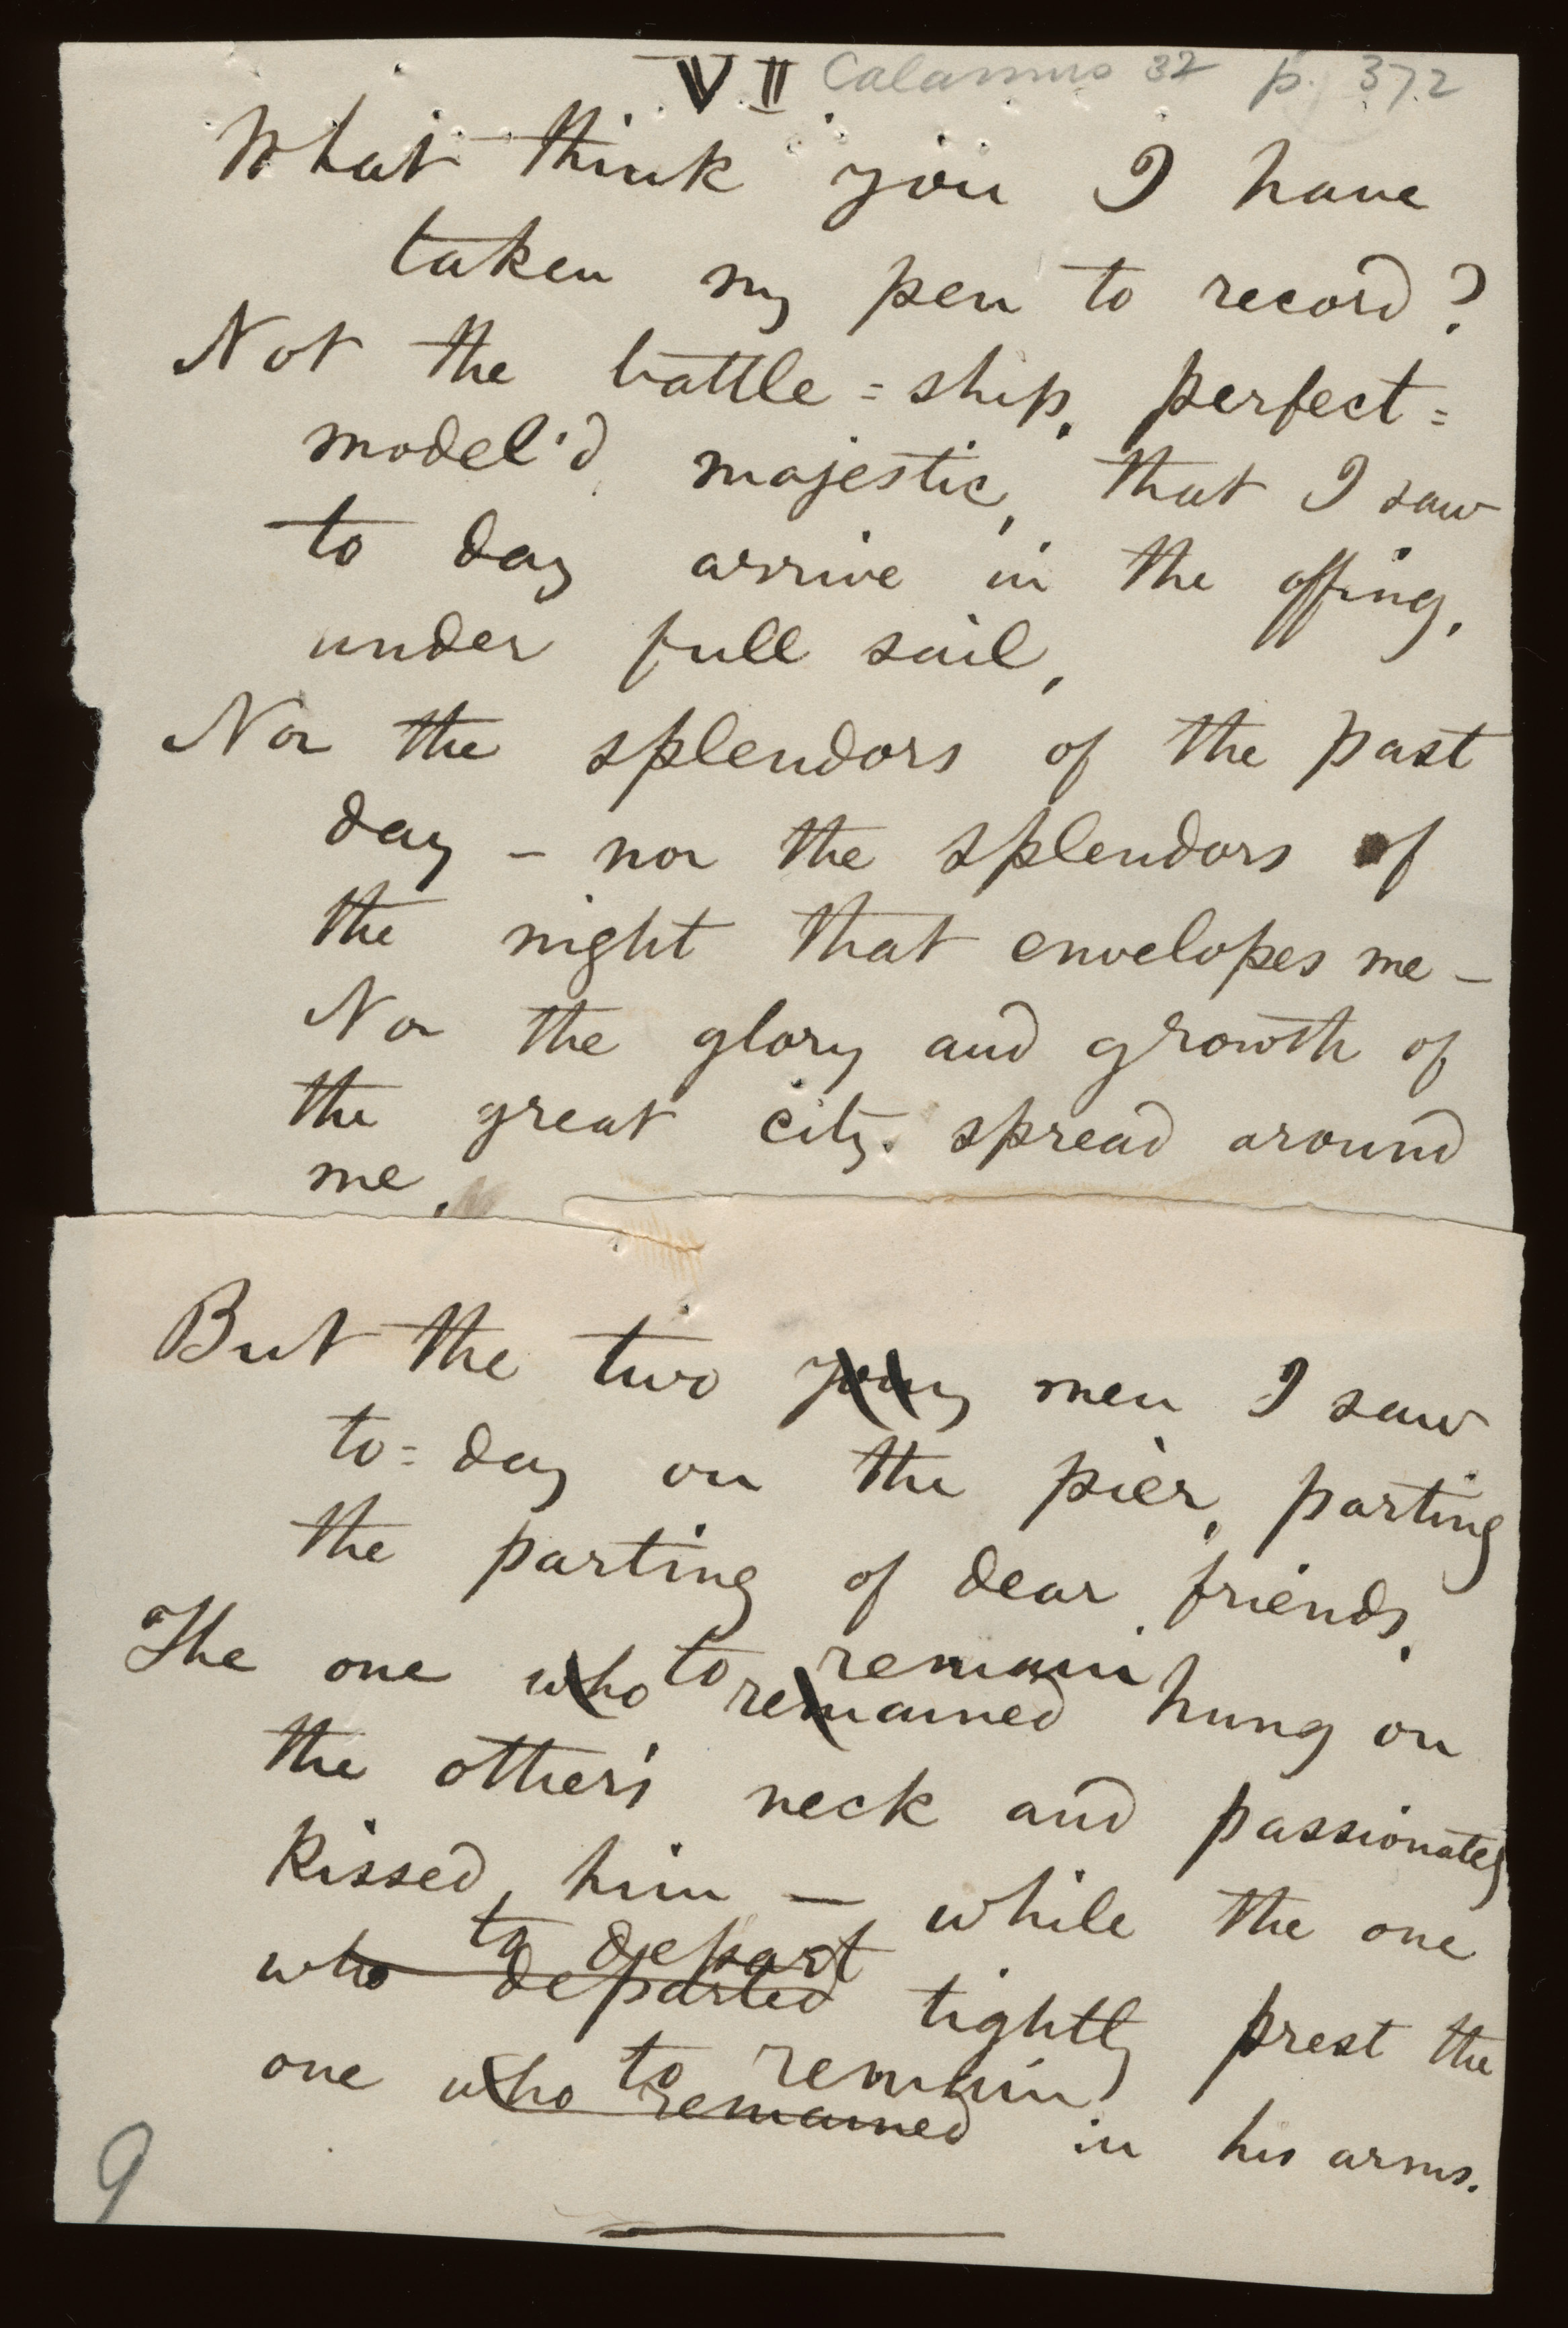 VII Calamus 32 p. 372
What think you I have
taken my pen to record?
Not the battle=ship, perfect=
model'd, majestic, that I saw
to day arrive in the offing,
under full sail,
Nor the splendors of the past
day – nor the splendors of
the night that envelopes me –
Nor the glory and growth of
the great city spread around
me,
But the two young men I saw
to=day on the pier, parting
the parting of dear friends.
to remain
The one who remained hung on
the other's neck and passionately
kissed him — while the one
to depart
who departed tightly prest the
to remain
one who remained in his arms.
9